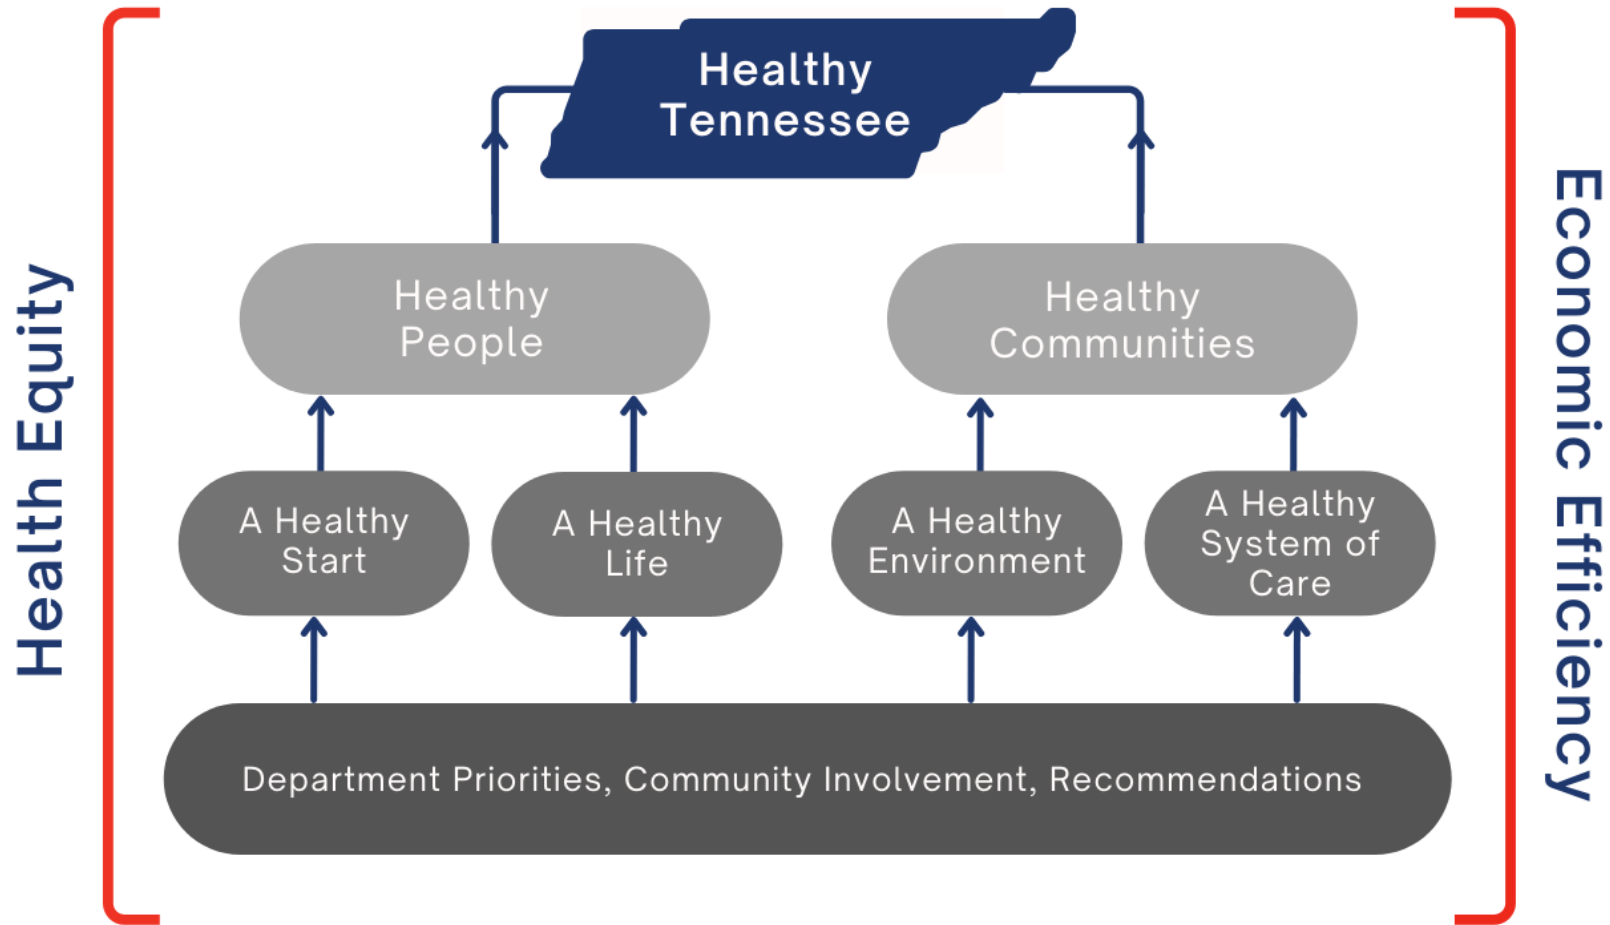 Healthy
Tennessee
Health Equity
Economic Efficiency
Healthy
People
Healthy
Communities
A Healthy
Start
A Healthy
Life
A Healthy
Environment
A Healthy
System of
Care
Department Priorities, Community Involvement, Recommendations